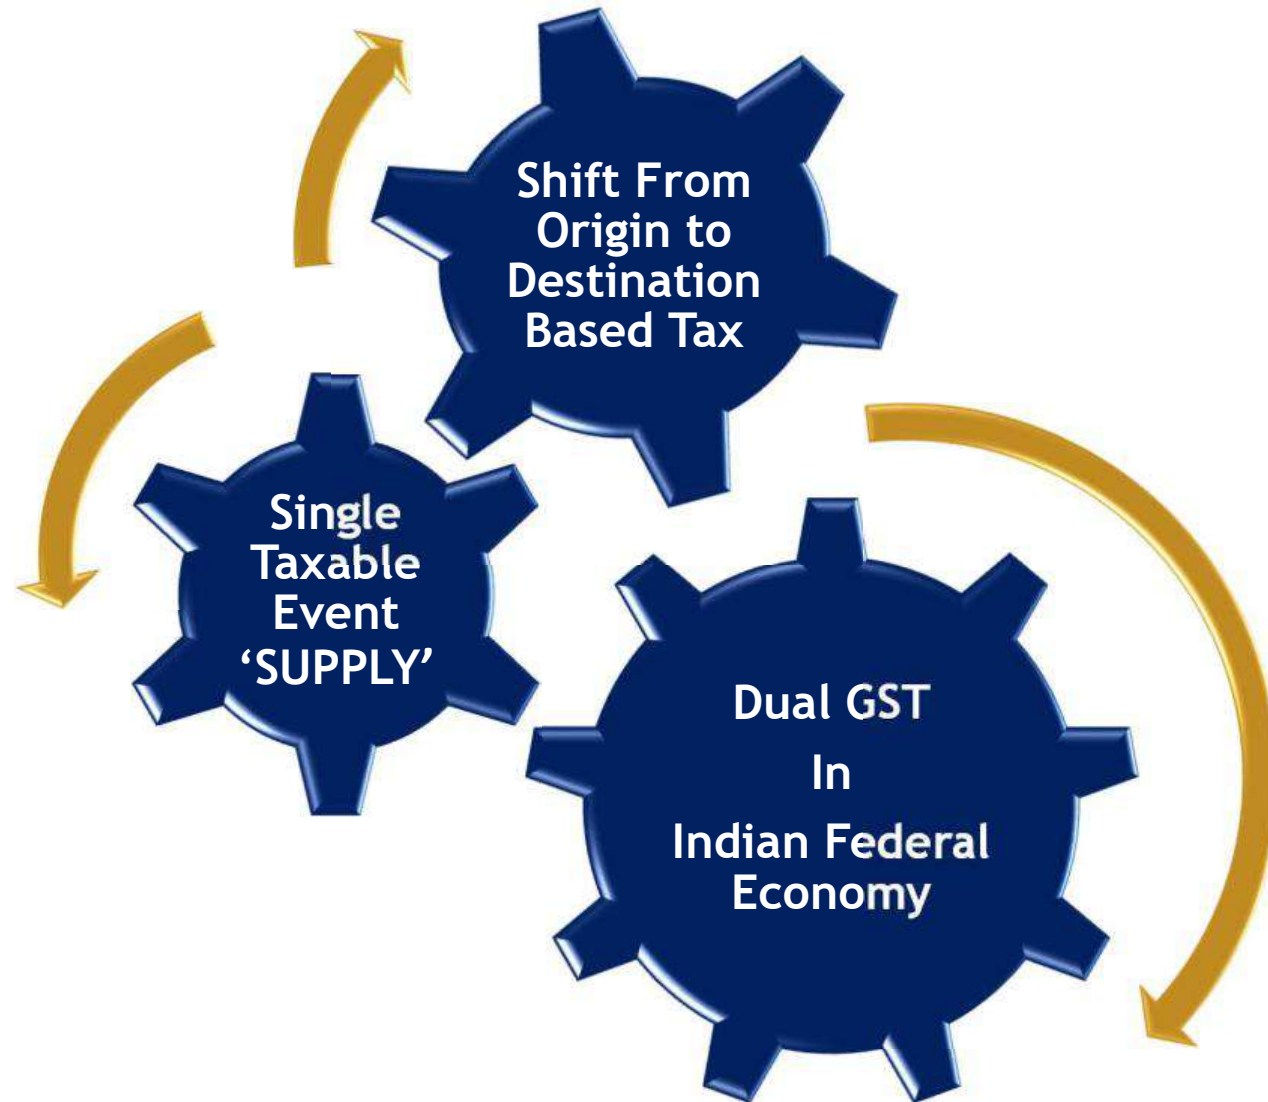 Shift From
Origin to
Destination
Based Tax
Single
Taxable
Event
‘SUPPLY’
Dual GST
In
Indian Federal
Economy